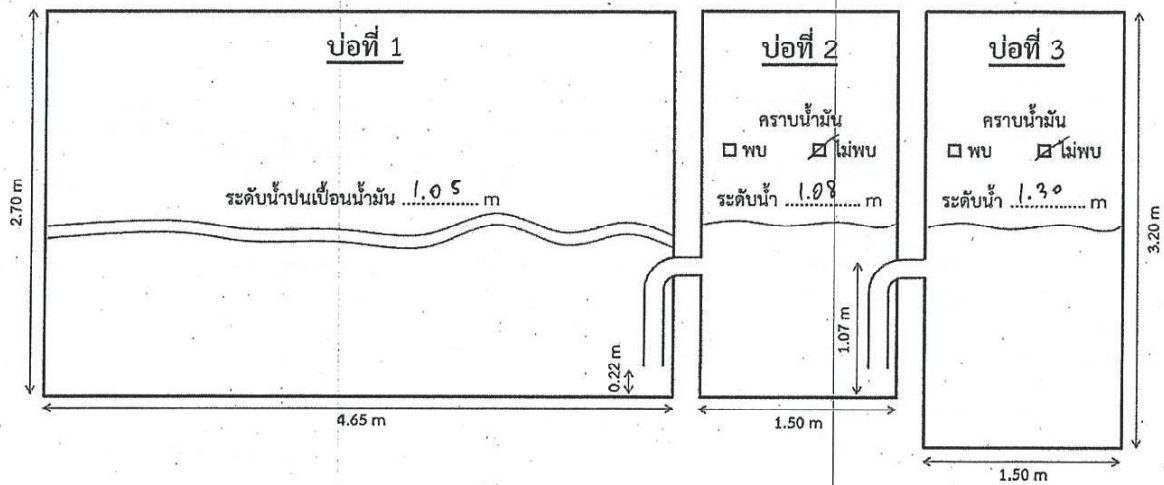 บ่อที่ 1
บ่อที่ 2
บ่อที่ 3
คราบน้ำมัน
คราบน้ำมัน
☐ พบ ☑ ไม่พบ
☐ พบ ☑ ไม่พบ
ระดับน้ำปนเปื้อนน้ำมัน 1.05 m
ระดับน้ำ 1.08 m
ระดับน้ำ 1.30 m
2.70 m
3.20 m
0.22 m
1.07 m
4.65 m
1.50 m
1.50 m